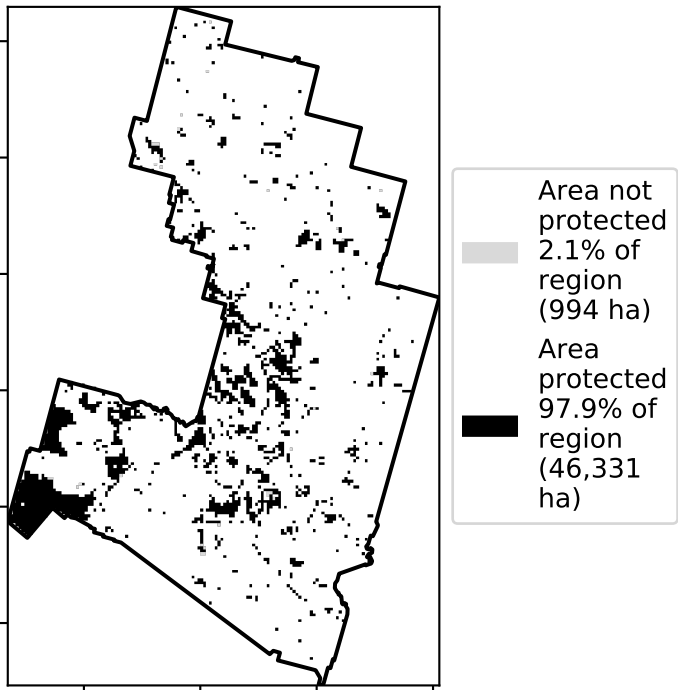 Area not
protected
2.1% of
region
(994 ha)
Area
protected
97.9% of
region
(46,331
ha)